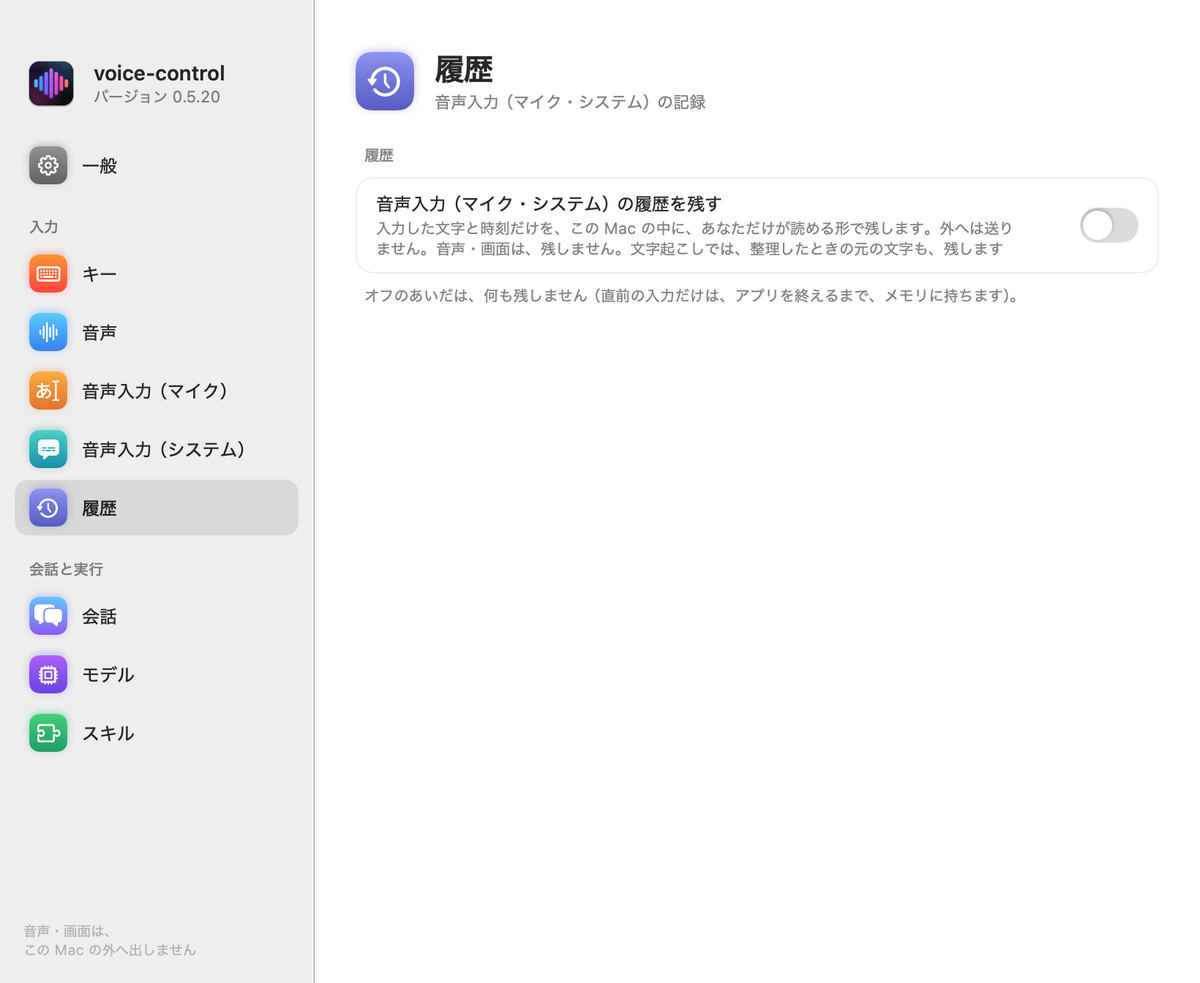 voice-control
バージョン 0.5.20
一般
入力
キー
音声
あ
音声入力（マイク）
音声入力（システム）
履歴
会話と実行
会話
モデル
スキル
音声・画面は、
この Mac の外へ出しません
履歴
音声入力（マイク・システム）の記録
履歴
音声入力（マイク・システム）の履歴を残す
入力した文字と時刻だけを、この Mac の中に、あなただけが読める形で残します。外へは送り
ません。音声・画面は、残しません。文字起こしでは、整理したときの元の文字も、残します
オフのあいだは、何も残しません（直前の入力だけは、アプリを終えるまで、メモリに持ちます）。